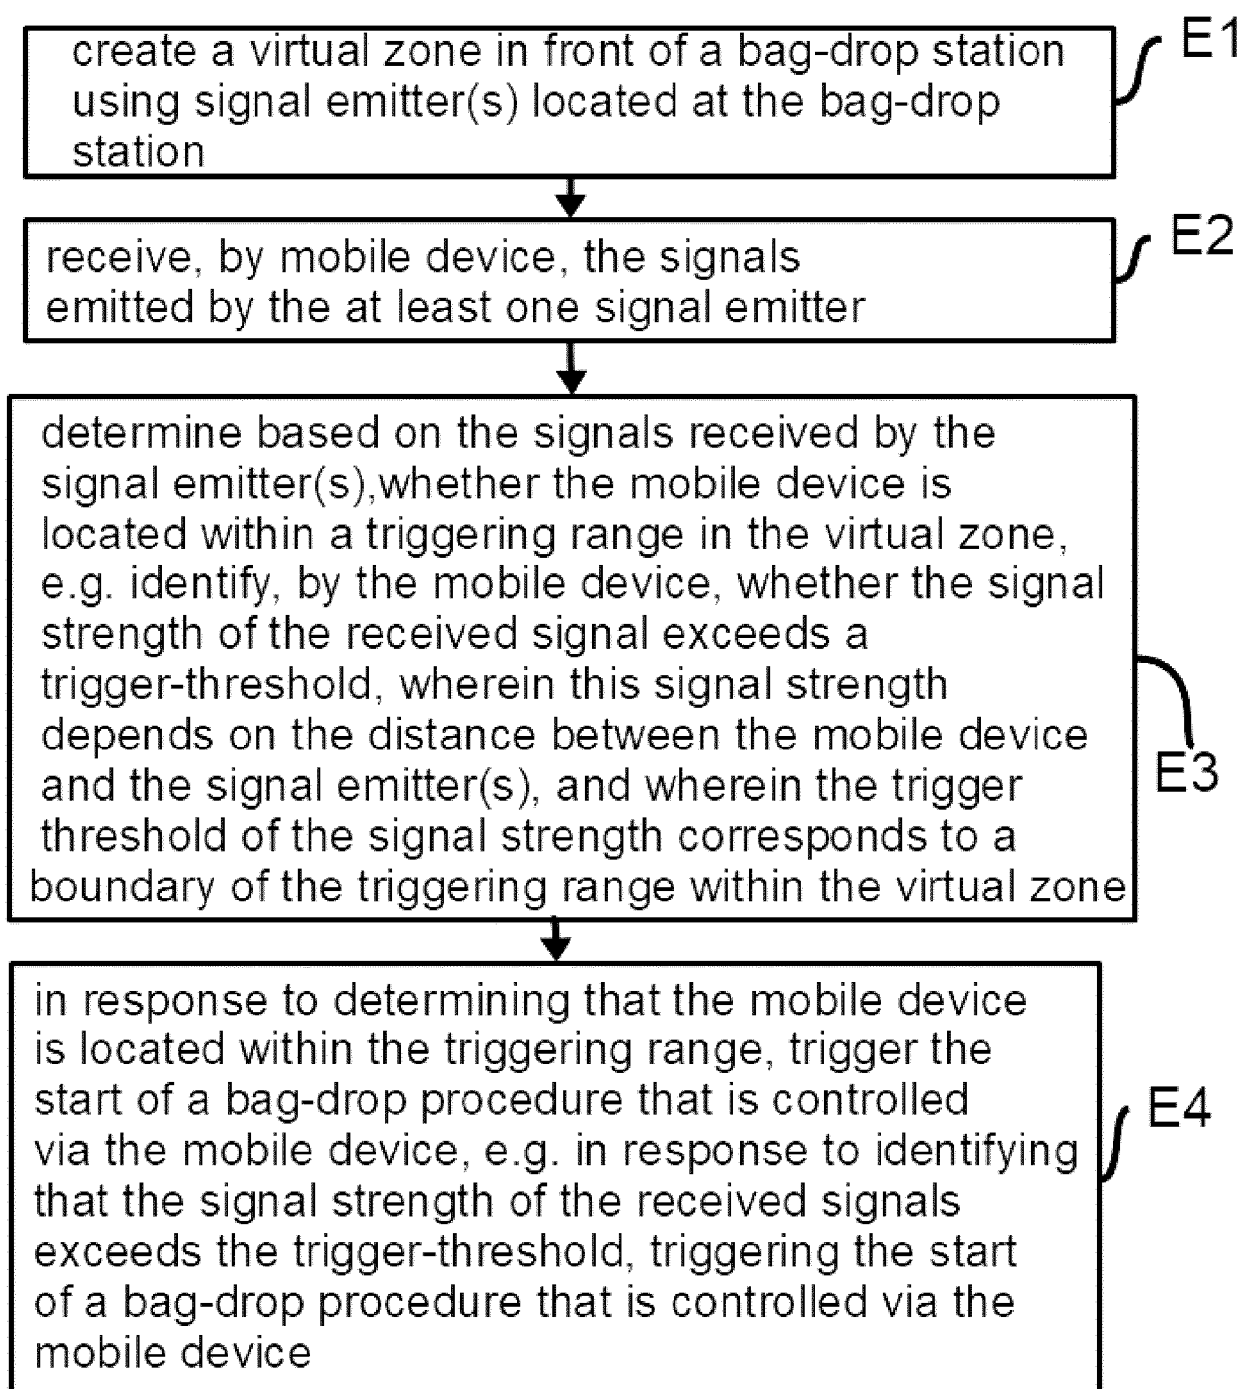 create a virtual zone in front of a bag-drop station
using signal emitter(s) located at the bag-drop
station
E1
receive, by mobile device, the signals
emitted by the at least one signal emitter
E2
determine based on the signals received by the
signal emitter(s),whether the mobile device is
located within a triggering range in the virtual zone,
e.g. identify, by the mobile device, whether the signal
strength of the received signal exceeds a
trigger-threshold, wherein this signal strength
depends on the distance between the mobile device
and the signal emitter(s), and wherein the trigger
threshold of the signal strength corresponds to a
boundary of the triggering range within the virtual zone
E3
in response to determining that the mobile device
is located within the triggering range, trigger the
start of a bag-drop procedure that is controlled
via the mobile device, e.g. in response to identifying
that the signal strength of the received signals
exceeds the trigger-threshold, triggering the start
of a bag-drop procedure that is controlled via the
mobile device
E4